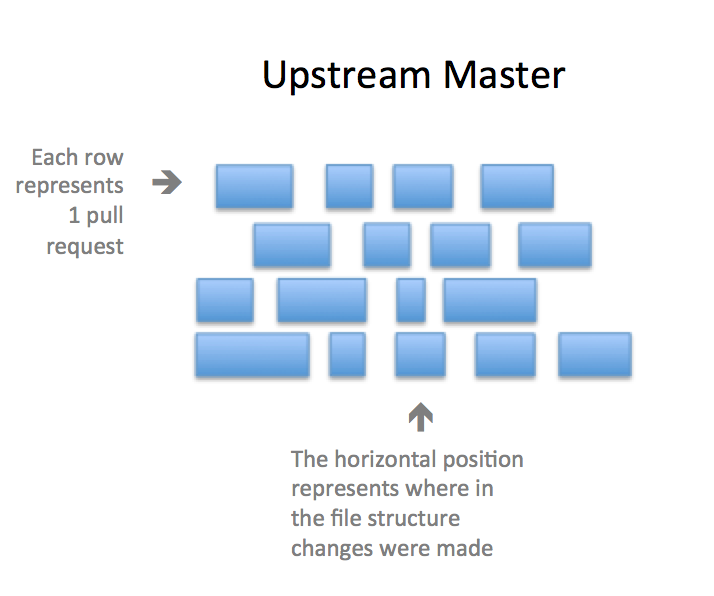 Upstream Master
Each row
represents
1 pull
request
The horizontal position
represents where in
the file structure
changes were made